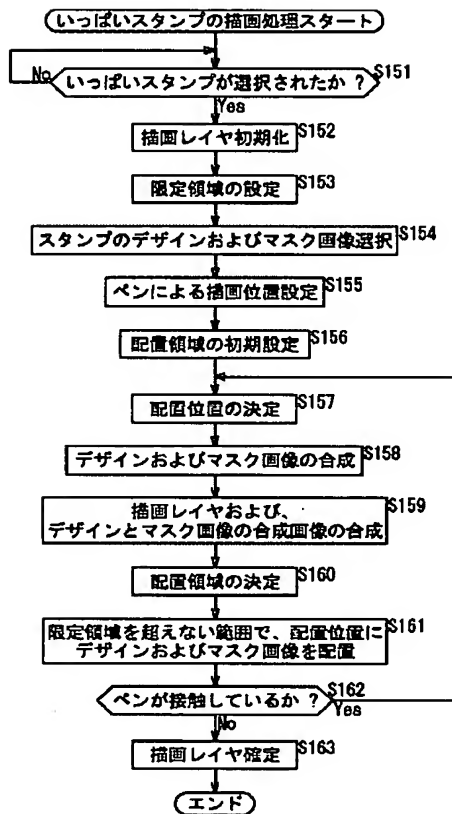 いっぱいスタンプの描画処理スタート
いっぱいスタンプが選択されたか ? S151
No
Yes
描画レイヤ初期化 S152
限定領域の設定 S153
スタンプのデザインおよびマスク画像選択 S154
ペンによる描画位置設定 S155
配置領域の初期設定 S156
配置位置の決定 S157
デザインおよびマスク画像の合成 S158
描画レイヤおよび、 S159
デザインとマスク画像の合成画像の合成
配置領域の決定 S160
限定領域を超えない範囲で、配置位置に S161
デザインおよびマスク画像を配置
ペンが接触しているか ? S162
Yes
No
描画レイヤ確定 S163
エンド